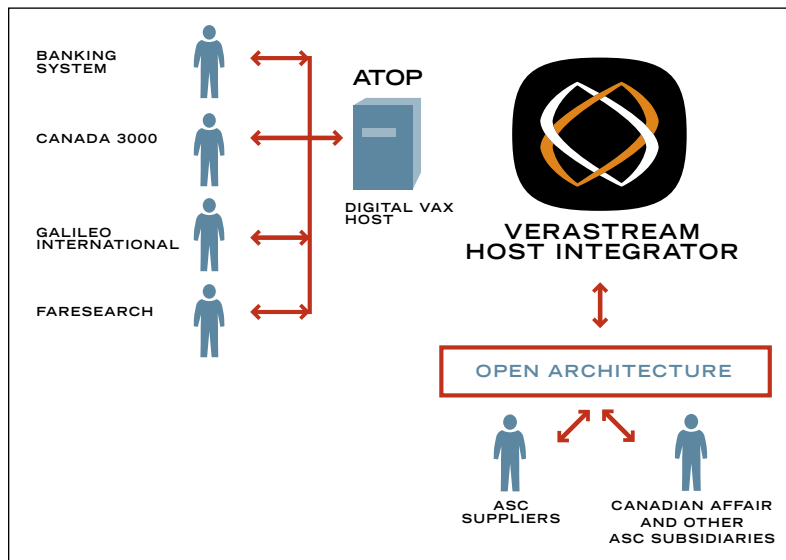 BANKING
SYSTEM
CANADA 3000
GALILEO
INTERNATIONAL
FARESEARCH
ATOP
DIGITAL VAX
HOST
VERASTREAM
HOST INTEGRATOR
OPEN ARCHITECTURE
ASC
SUPPLIERS
CANADIAN AFFAIR
AND OTHER
ASC SUBSIDIARIES